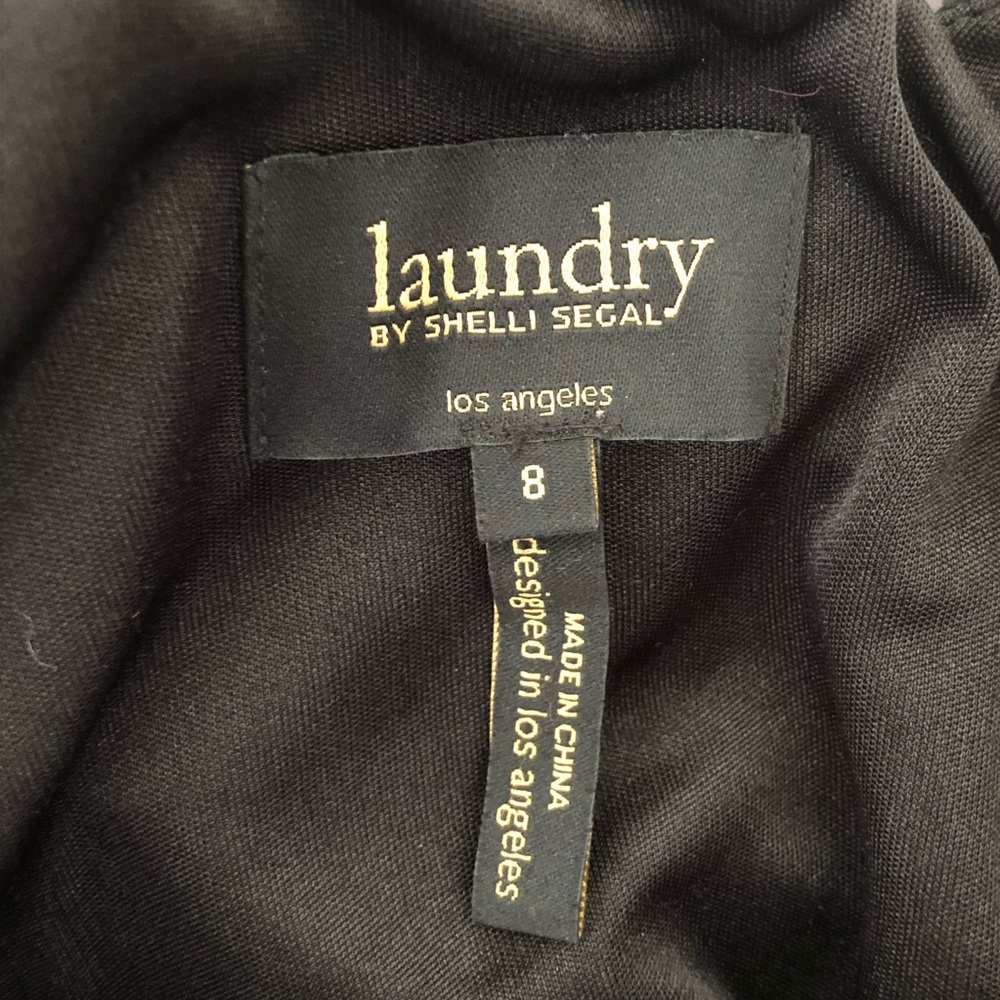 laundry
BY SHELLI SEGAL
los angeles
8
designed in los angeles
MADE IN CHINA